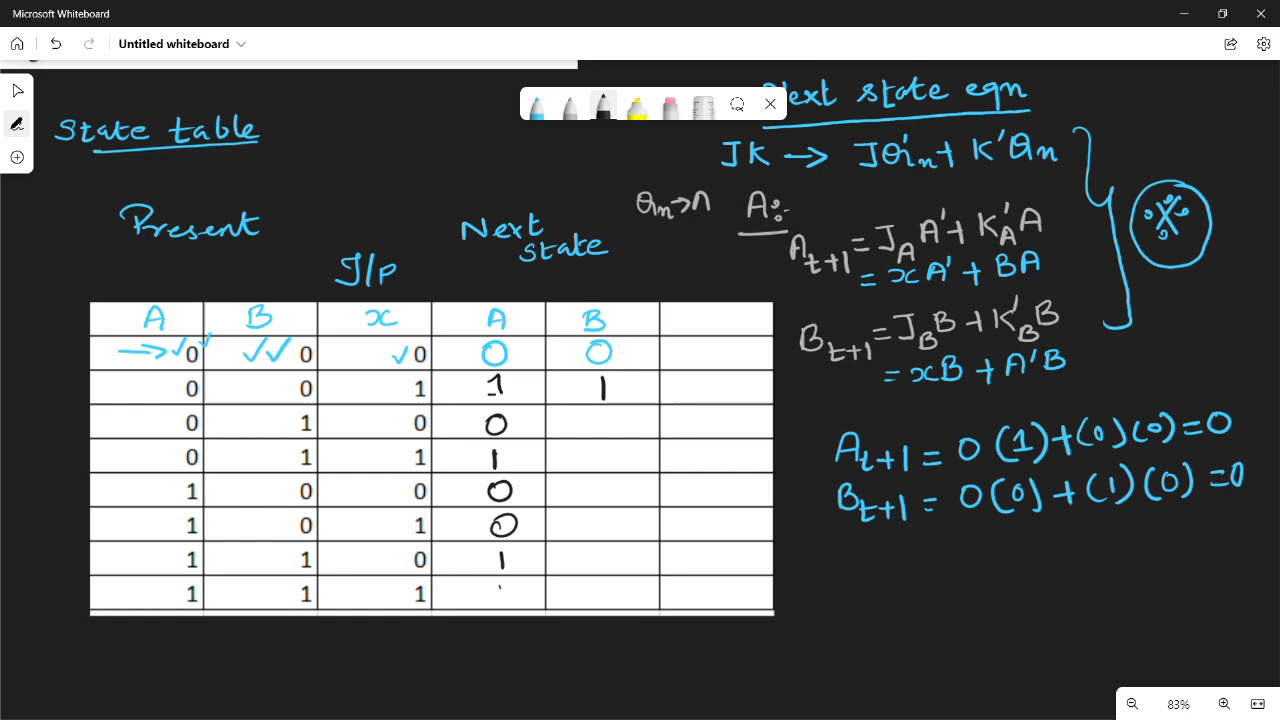 Microsoft Whiteboard
Untitled whiteboard
Next state eqn
State table
JK → JQ'n + K'Qn
Qn→A A:-
Present
Next state
At+1 = JA A' + K'A A
= xA' + BA
I/P
A B x A B
Bt+1 = JB B + K'B B
= xB + A'B
→ ✓ ✓ 0 ✓✓ 0 ✓ 0 0 0
0 0 1 1 1
0 1 0 0
0 1 1 1
1 0 0 0
1 0 1 0
1 1 0 1
1 1 1
At+1 = 0(1)+(0)(0)=0
Bt+1 = 0(0)+(1)(0)=0
83%